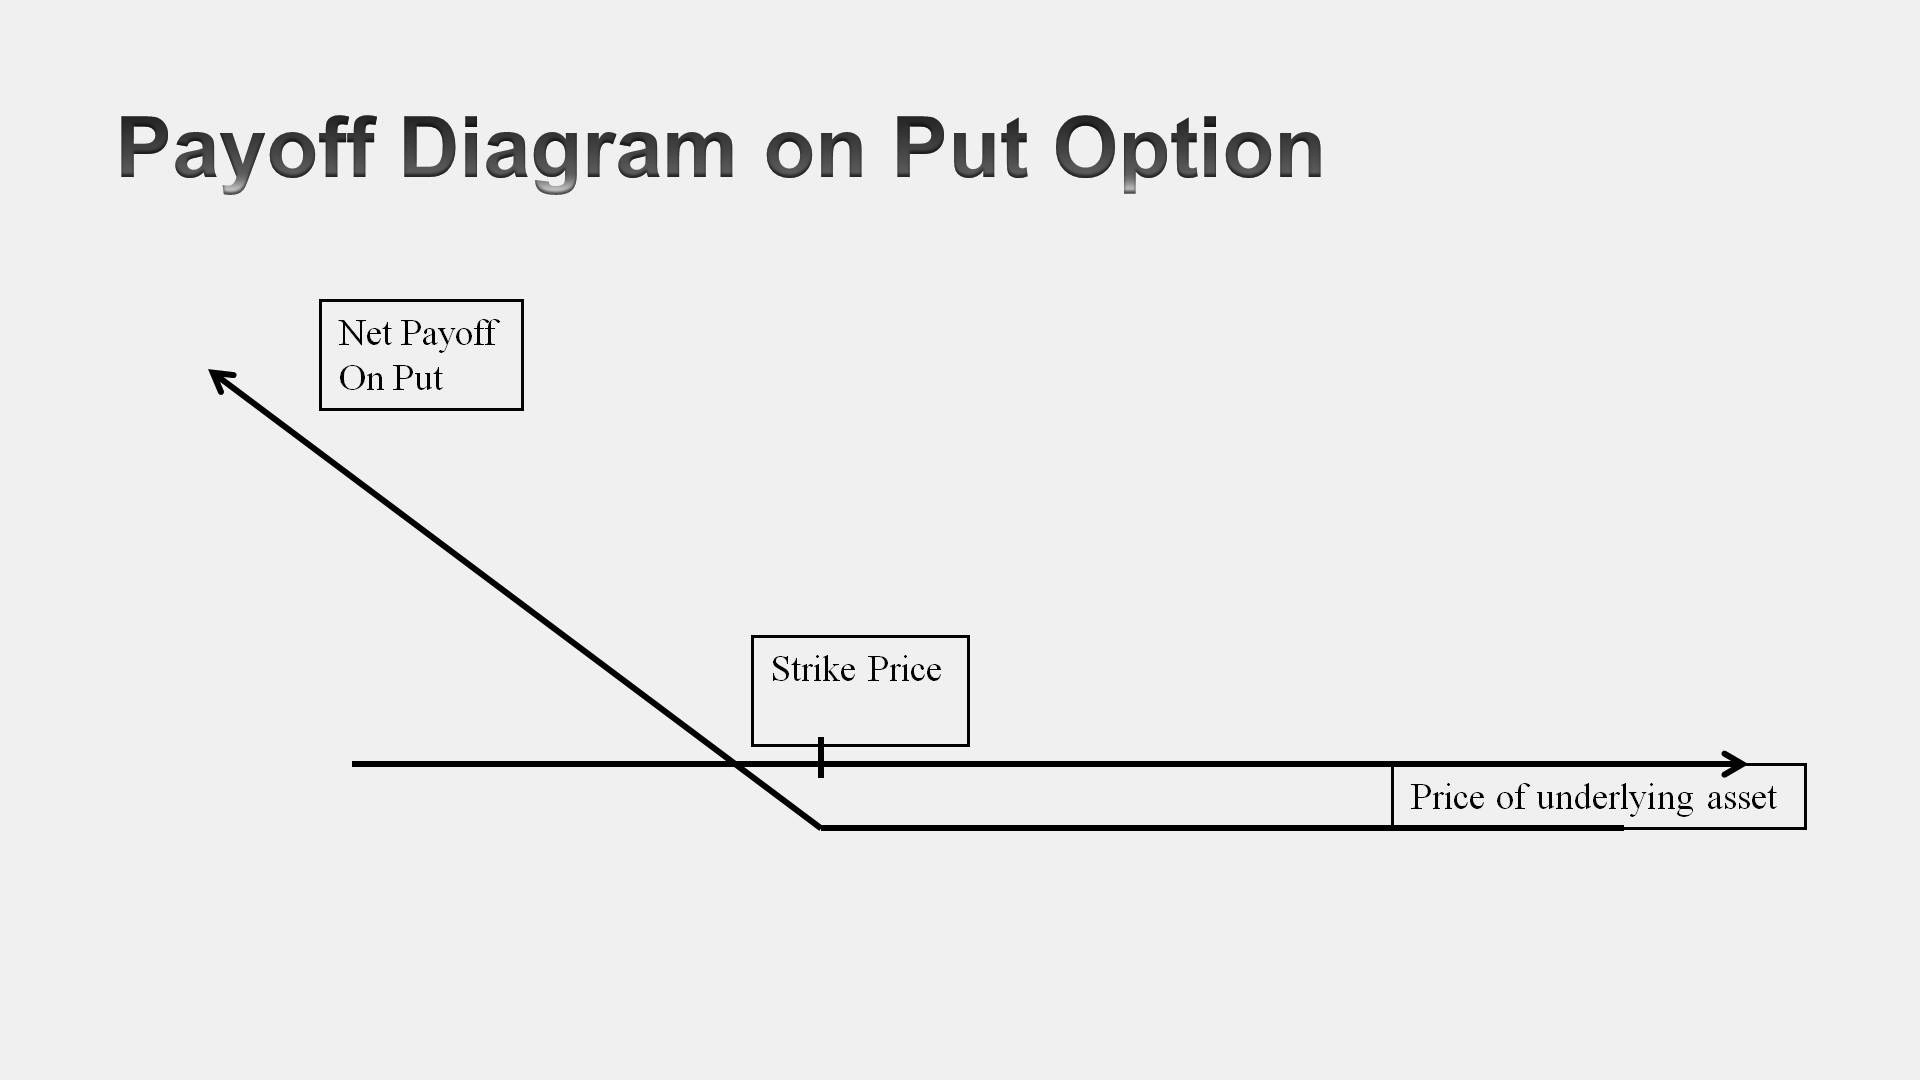 Payoff Diagram on Put Option
Net Payoff
On Put
Strike Price
Price of underlying asset